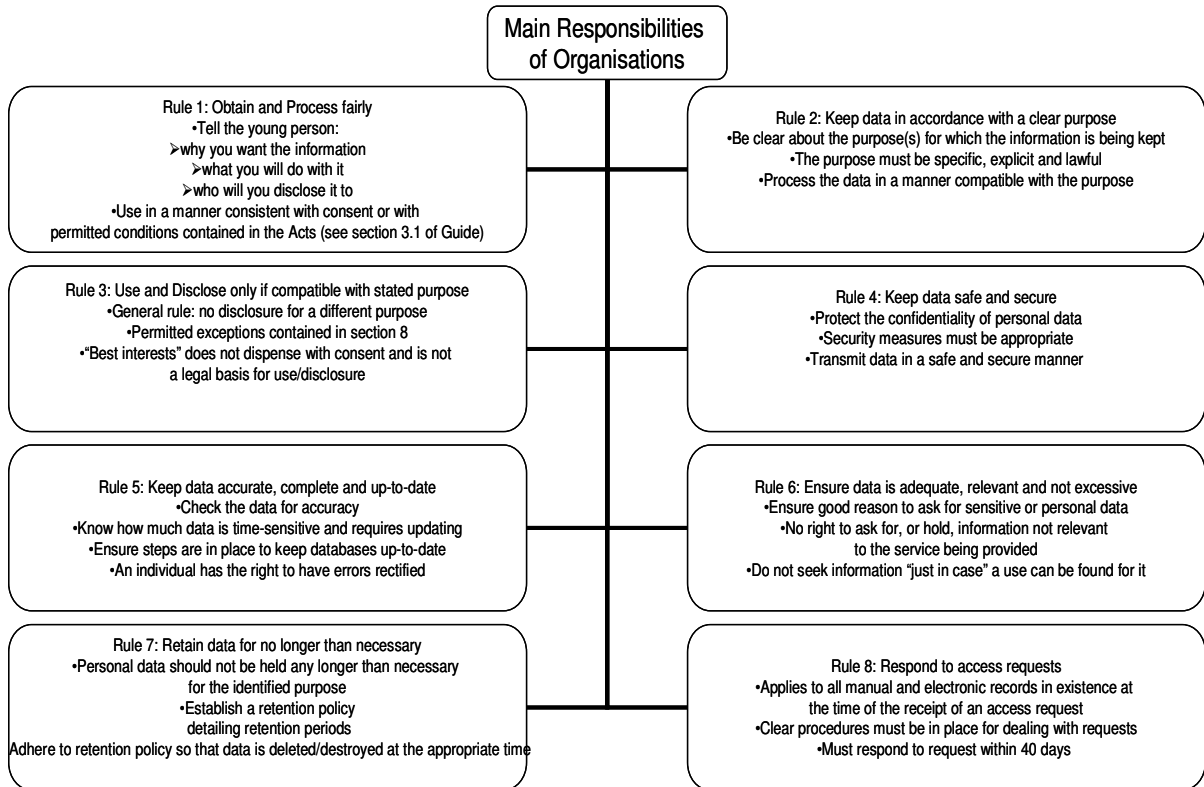 Main Responsibilities
of Organisations
Rule 1: Obtain and Process fairly
•Tell the young person:
➢why you want the information
➢what you will do with it
➢who will you disclose it to
•Use in a manner consistent with consent or with
permitted conditions contained in the Acts (see section 3.1 of Guide)
Rule 2: Keep data in accordance with a clear purpose
•Be clear about the purpose(s) for which the information is being kept
•The purpose must be specific, explicit and lawful
•Process the data in a manner compatible with the purpose
Rule 3: Use and Disclose only if compatible with stated purpose
•General rule: no disclosure for a different purpose
•Permitted exceptions contained in section 8
•“Best interests” does not dispense with consent and is not
a legal basis for use/disclosure
Rule 4: Keep data safe and secure
•Protect the confidentiality of personal data
•Security measures must be appropriate
•Transmit data in a safe and secure manner
Rule 5: Keep data accurate, complete and up-to-date
•Check the data for accuracy
•Know how much data is time-sensitive and requires updating
•Ensure steps are in place to keep databases up-to-date
•An individual has the right to have errors rectified
Rule 6: Ensure data is adequate, relevant and not excessive
•Ensure good reason to ask for sensitive or personal data
•No right to ask for, or hold, information not relevant
to the service being provided
•Do not seek information “just in case” a use can be found for it
Rule 7: Retain data for no longer than necessary
•Personal data should not be held any longer than necessary
for the identified purpose
•Establish a retention policy
detailing retention periods
Adhere to retention policy so that data is deleted/destroyed at the appropriate time
Rule 8: Respond to access requests
•Applies to all manual and electronic records in existence at
the time of the receipt of an access request
•Clear procedures must be in place for dealing with requests
•Must respond to request within 40 days